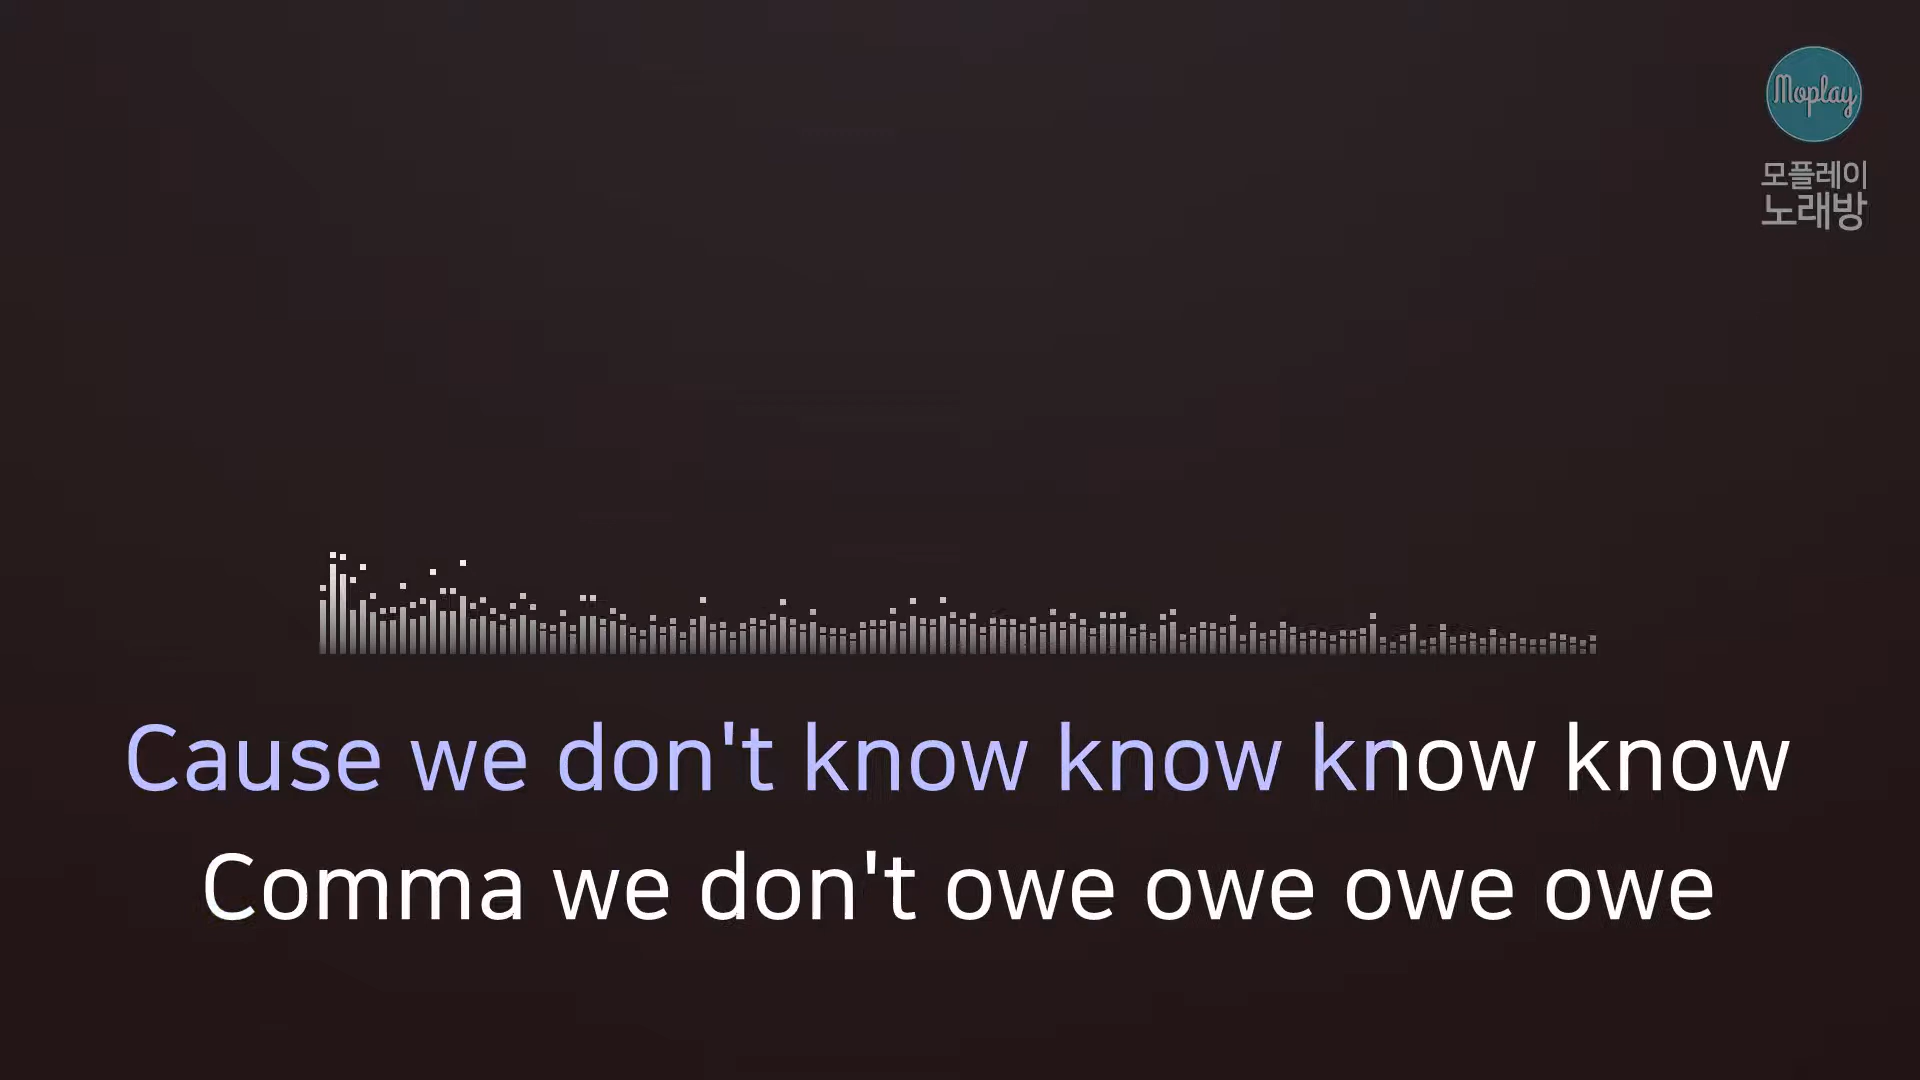 Moplay
모플레이
노래방
Cause we don't know know know know
Comma we don't owe owe owe owe